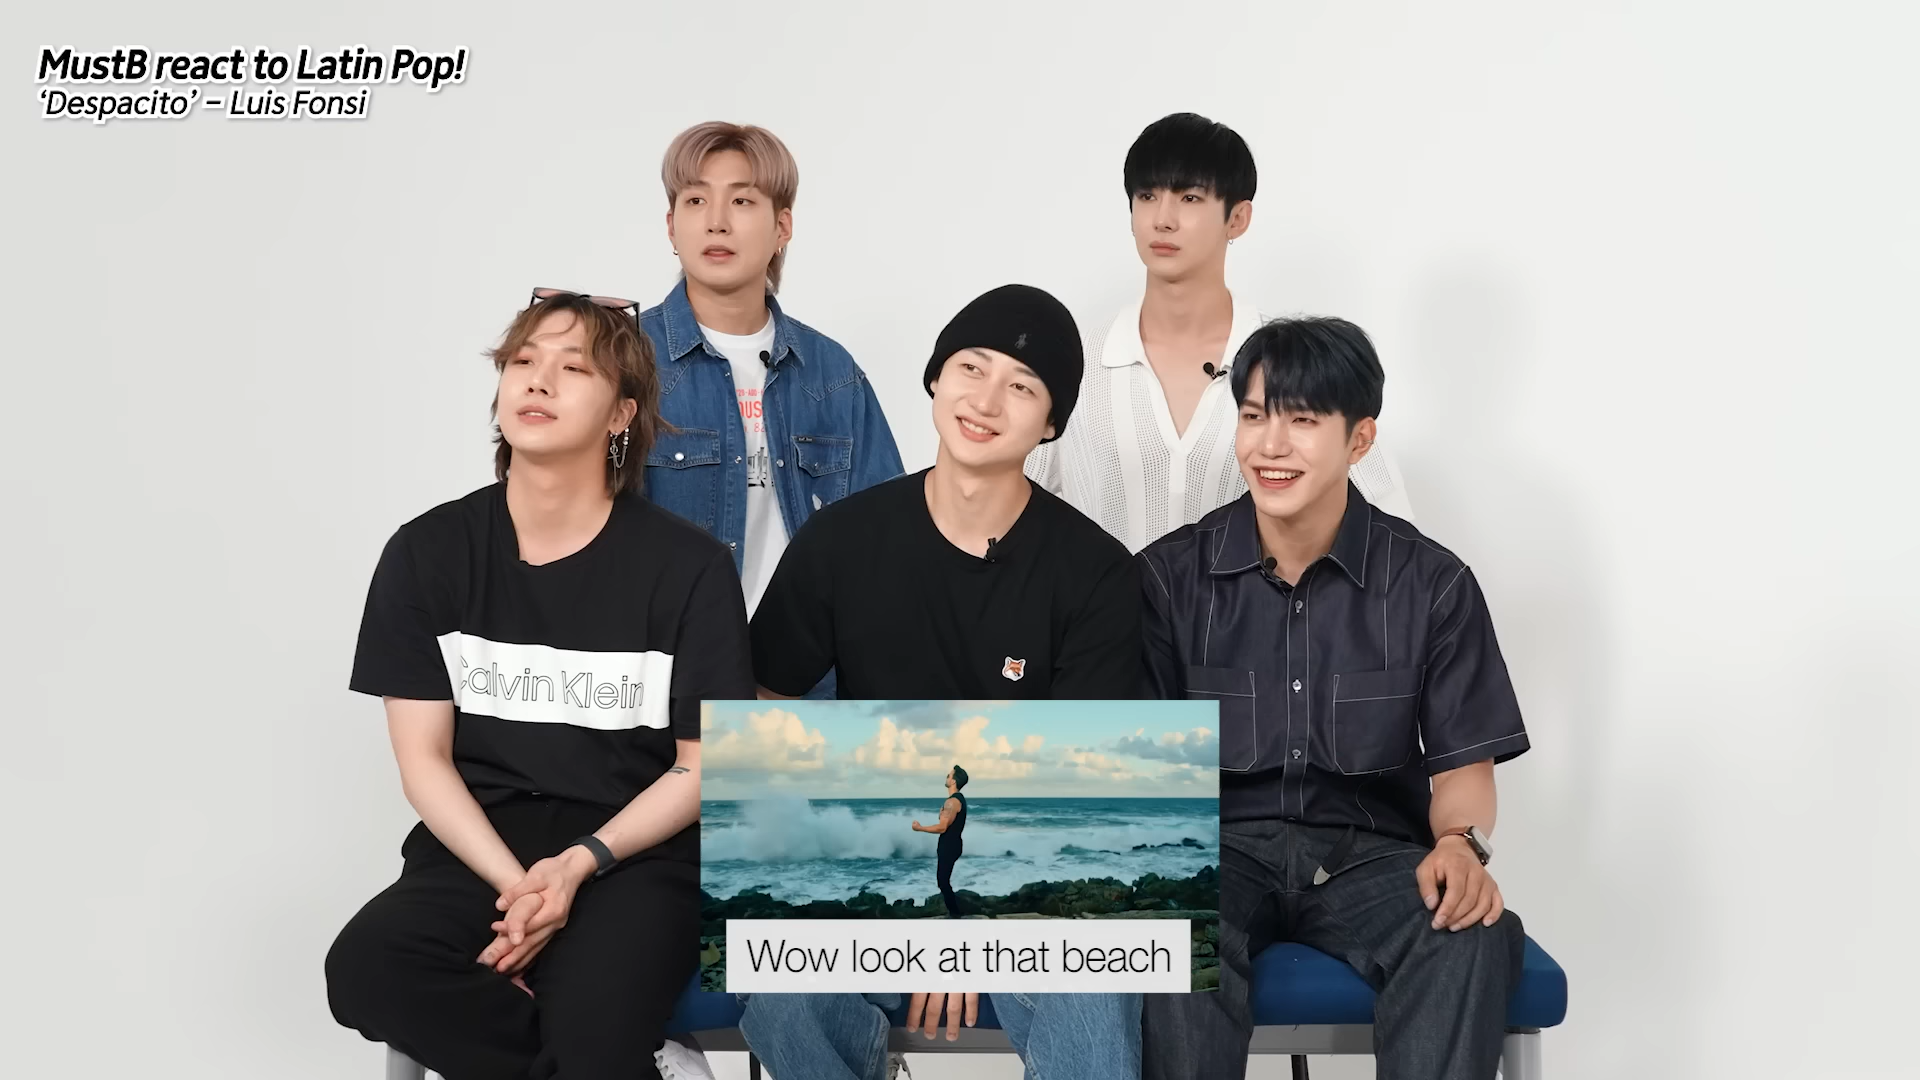 MustB react to Latin Pop!
‘Despacito’ – Luis Fonsi
Calvin Klein
Wow look at that beach